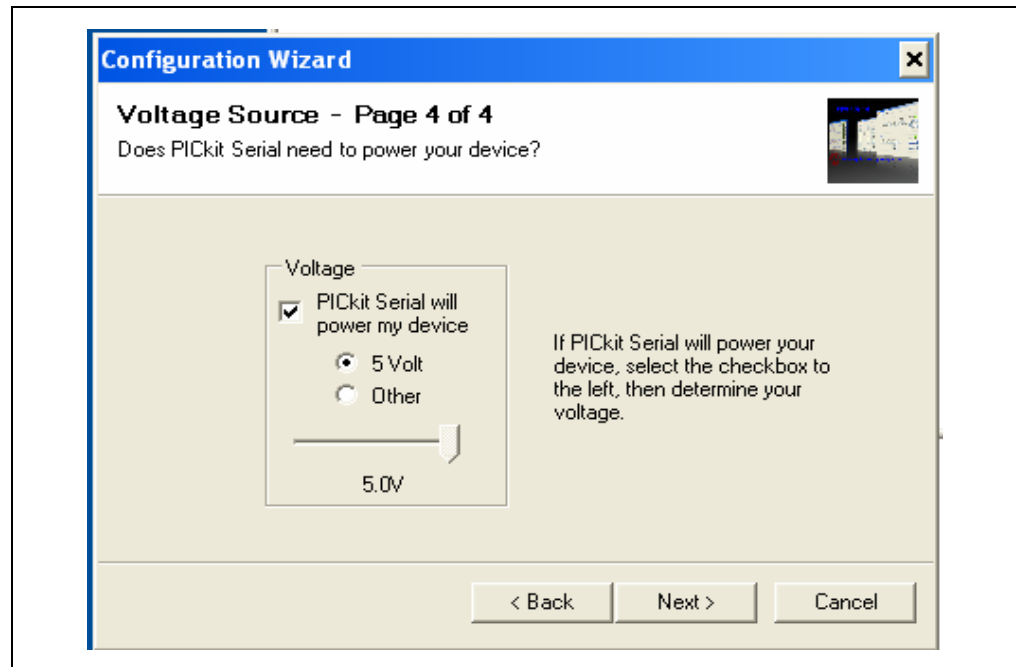 Configuration Wizard
Voltage Source - Page 4 of 4
Does PICkit Serial need to power your device?
Voltage
PICkit Serial will
power my device
5 Volt
Other
5.0V
If PICkit Serial will power your
device, select the checkbox to
the left, then determine your
voltage.
< Back
Next >
Cancel